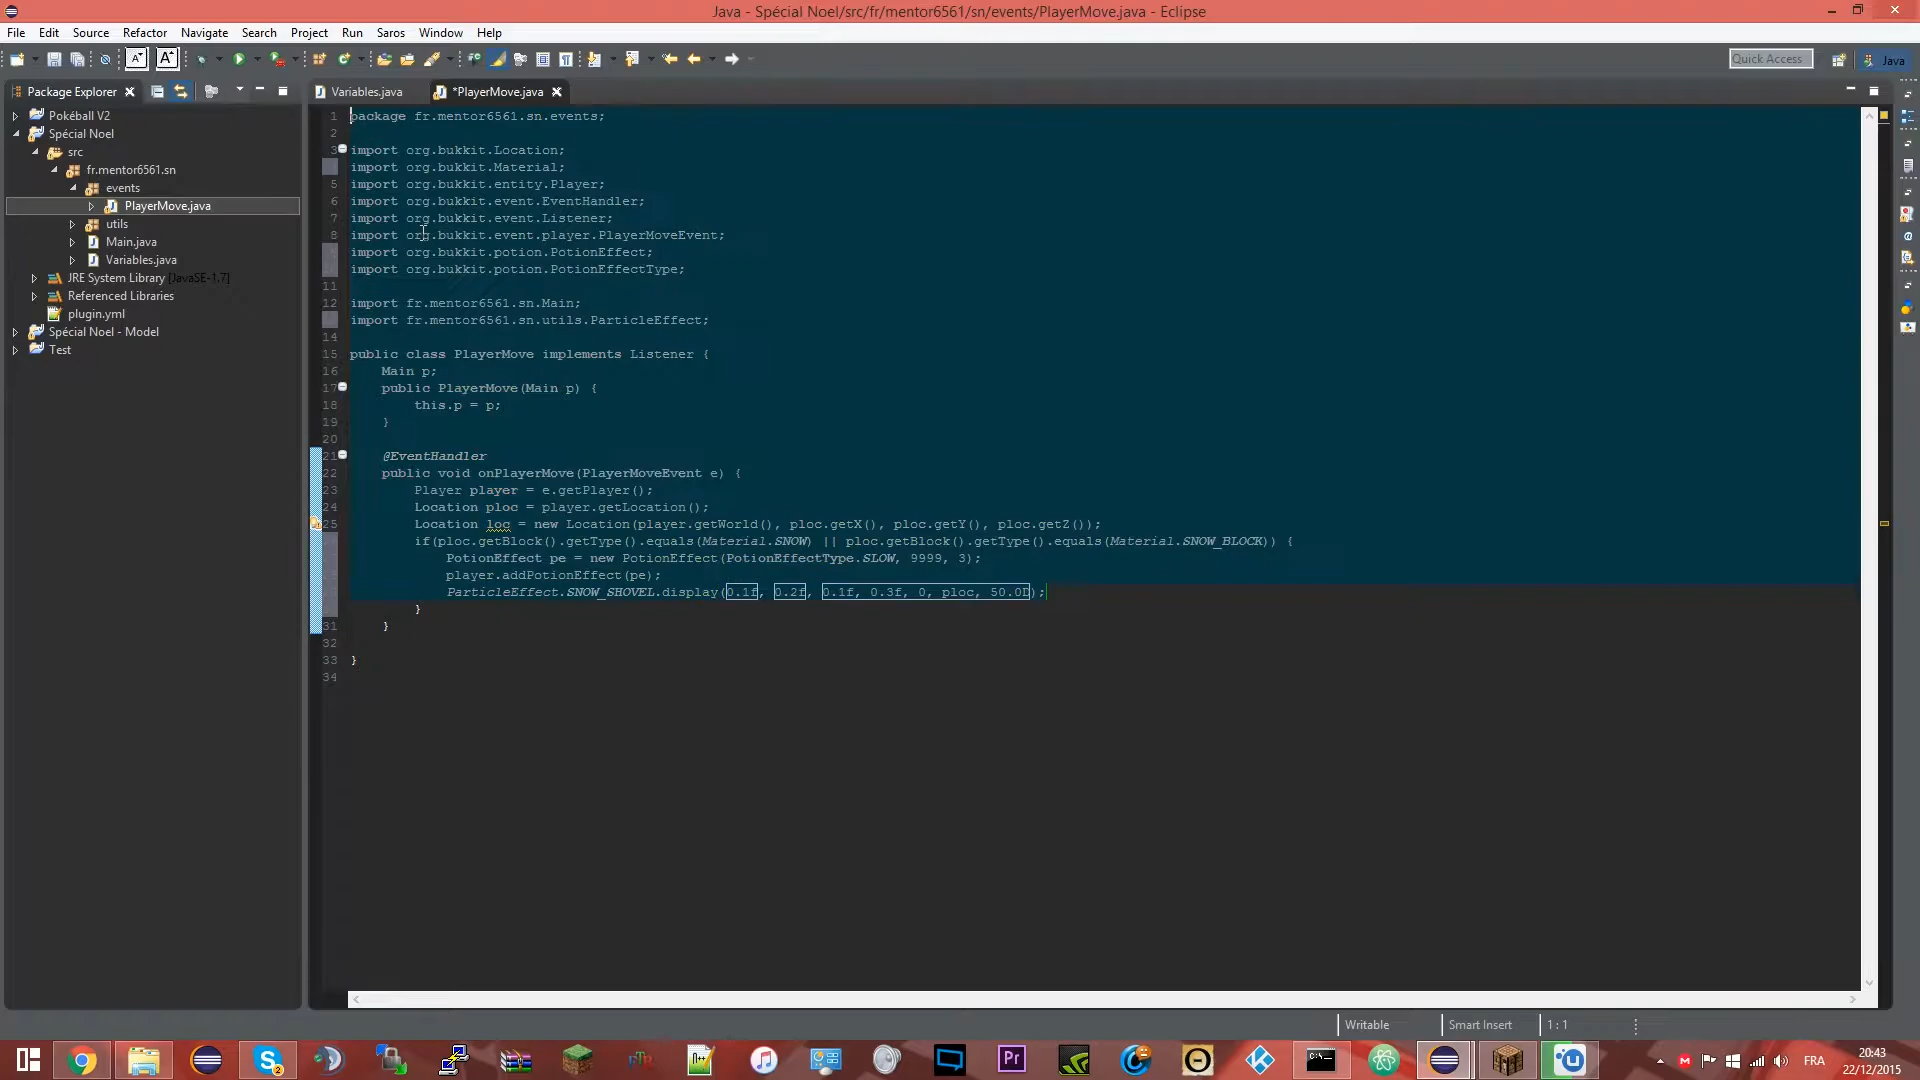 Java - Spécial Noel/src/fr/mentor6561/sn/events/PlayerMove.java - Eclipse
File Edit Source Refactor Navigate Search Project Run Saros Window Help
Quick Access
Java
Package Explorer
Variables.java
*PlayerMove.java
Pokéball V2
Spécial Noel
src
fr.mentor6561.sn
events
PlayerMove.java
utils
Main.java
Variables.java
JRE System Library [JavaSE-1.7]
Referenced Libraries
plugin.yml
Spécial Noel - Model
Test
1 package fr.mentor6561.sn.events;
2
3 import org.bukkit.Location;
import org.bukkit.Material;
5 import org.bukkit.entity.Player;
6 import org.bukkit.event.EventHandler;
7 import org.bukkit.event.Listener;
8 import org.bukkit.event.player.PlayerMoveEvent;
import org.bukkit.potion.PotionEffect;
import org.bukkit.potion.PotionEffectType;
11
12 import fr.mentor6561.sn.Main;
import fr.mentor6561.sn.utils.ParticleEffect;
14
15 public class PlayerMove implements Listener {
16 Main p;
17 public PlayerMove(Main p) {
18 this.p = p;
19 }
20
21 @EventHandler
22 public void onPlayerMove(PlayerMoveEvent e) {
23 Player player = e.getPlayer();
24 Location ploc = player.getLocation();
25 Location loc = new Location(player.getWorld(), ploc.getX(), ploc.getY(), ploc.getZ());
if(ploc.getBlock().getType().equals(Material.SNOW) || ploc.getBlock().getType().equals(Material.SNOW_BLOCK)) {
PotionEffect pe = new PotionEffect(PotionEffectType.SLOW, 9999, 3);
player.addPotionEffect(pe);
ParticleEffect.SNOW_SHOVEL.display(0.1f, 0.2f, 0.1f, 0.3f, 0, ploc, 50.0D);
}
31 }
32
33 }
34
Writable
Smart Insert
1 : 1
FRA
20:43
22/12/2015